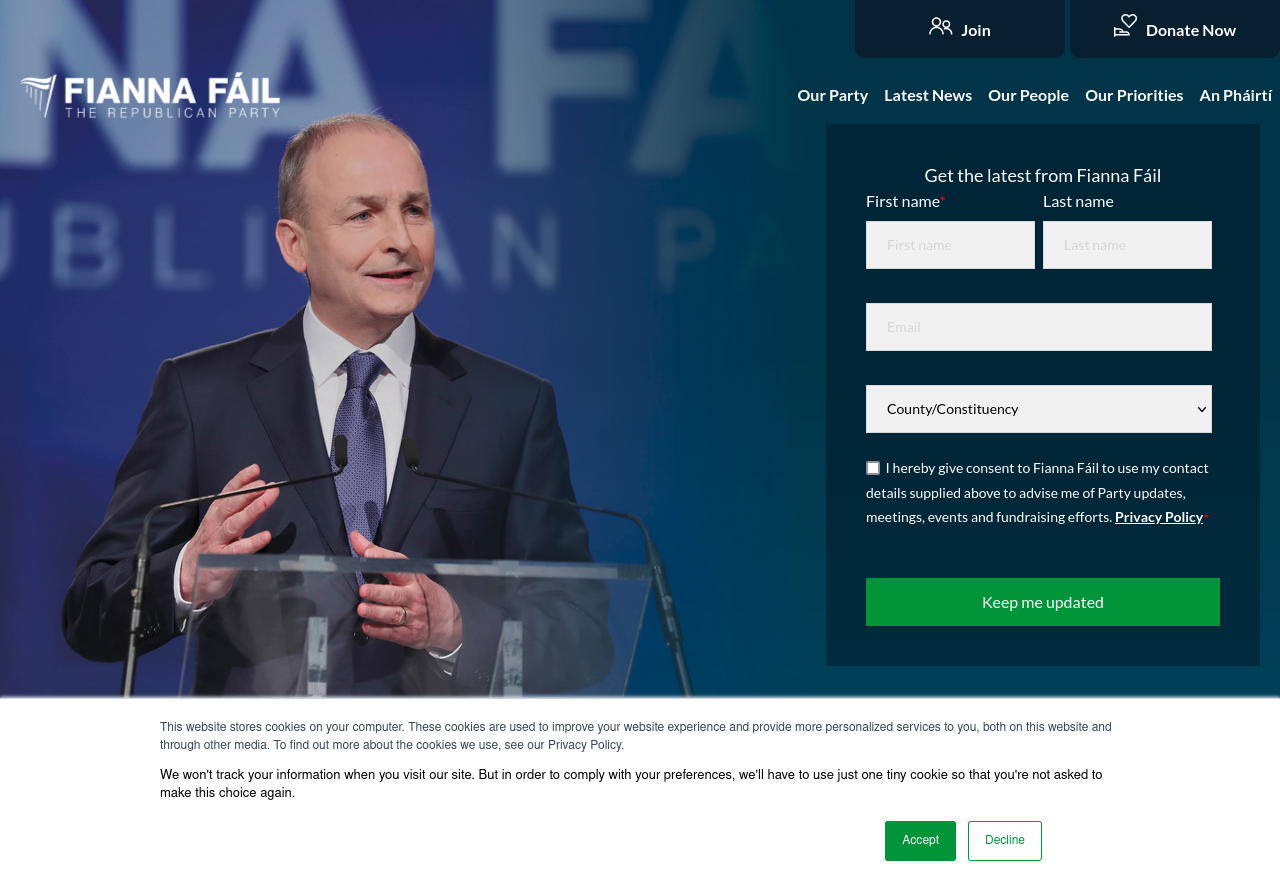 Join
Donate Now
FIANNA FÁIL
THE REPUBLICAN PARTY
Our Party
Latest News
Our People
Our Priorities
An Pháirtí
NA FÁ
UBLICAN PA
Get the latest from Fianna Fáil
First name*
Last name
First name
Last name
Email
County/Constituency
I hereby give consent to Fianna Fáil to use my contact
details supplied above to advise me of Party updates,
meetings, events and fundraising efforts. Privacy Policy*
Keep me updated
This website stores cookies on your computer. These cookies are used to improve your website experience and provide more personalized services to you, both on this website and
through other media. To find out more about the cookies we use, see our Privacy Policy.
We won't track your information when you visit our site. But in order to comply with your preferences, we'll have to use just one tiny cookie so that you're not asked to
make this choice again.
Accept
Decline